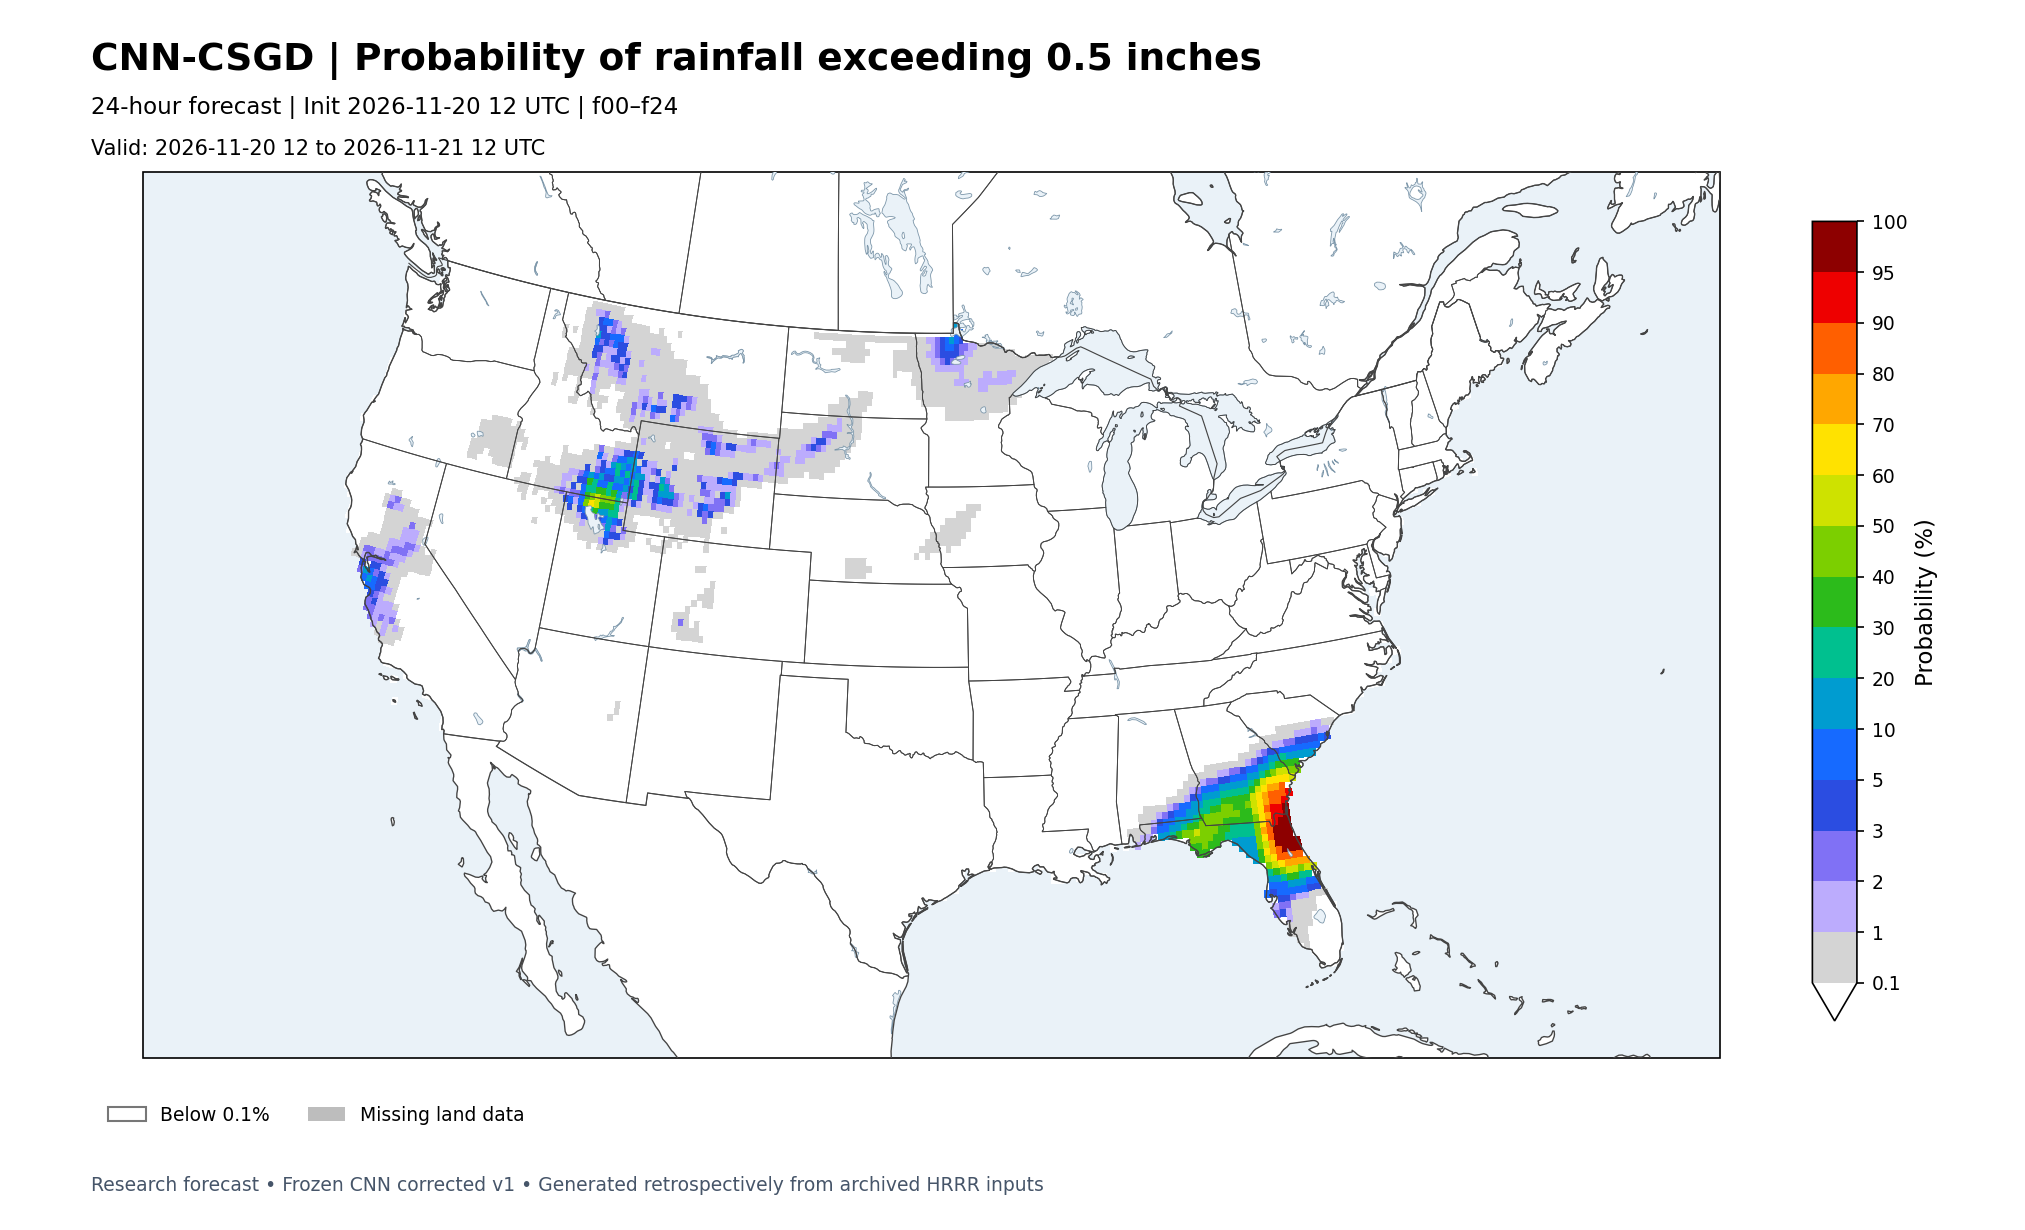 CNN-CSGD | Probability of rainfall exceeding 0.5 inches
24-hour forecast | Init 2026-11-20 12 UTC | f00–f24
Valid: 2026-11-20 12 to 2026-11-21 12 UTC
100
95
90
80
70
60
50
40
30
20
10
5
3
2
1
0.1
Probability (%)
Below 0.1%
Missing land data
Research forecast • Frozen CNN corrected v1 • Generated retrospectively from archived HRRR inputs